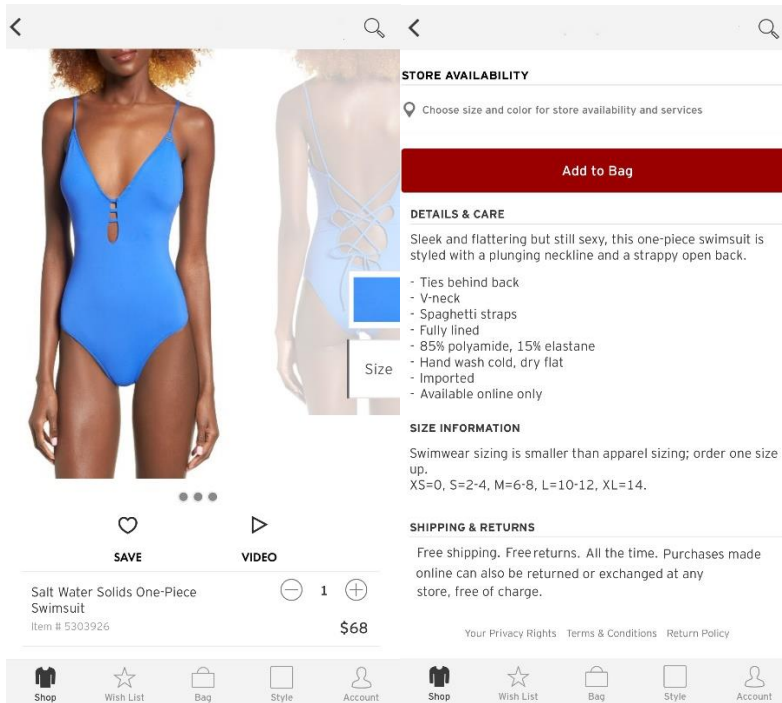 Size
SAVE
VIDEO
Salt Water Solids One-Piece
Swimsuit
1
Item # 5303926
$68
Shop
Wish List
Bag
Style
Account
STORE AVAILABILITY
Choose size and color for store availability and services
Add to Bag
DETAILS & CARE
Sleek and flattering but still sexy, this one-piece swimsuit is
styled with a plunging neckline and a strappy open back.
- Ties behind back
- V-neck
- Spaghetti straps
- Fully lined
- 85% polyamide, 15% elastane
- Hand wash cold, dry flat
- Imported
- Available online only
SIZE INFORMATION
Swimwear sizing is smaller than apparel sizing; order one size
up.
XS=0, S=2-4, M=6-8, L=10-12, XL=14.
SHIPPING & RETURNS
Free shipping. Free returns. All the time. Purchases made
online can also be returned or exchanged at any
store, free of charge.
Your Privacy Rights Terms & Conditions Return Policy
Shop
Wish List
Bag
Style
Account